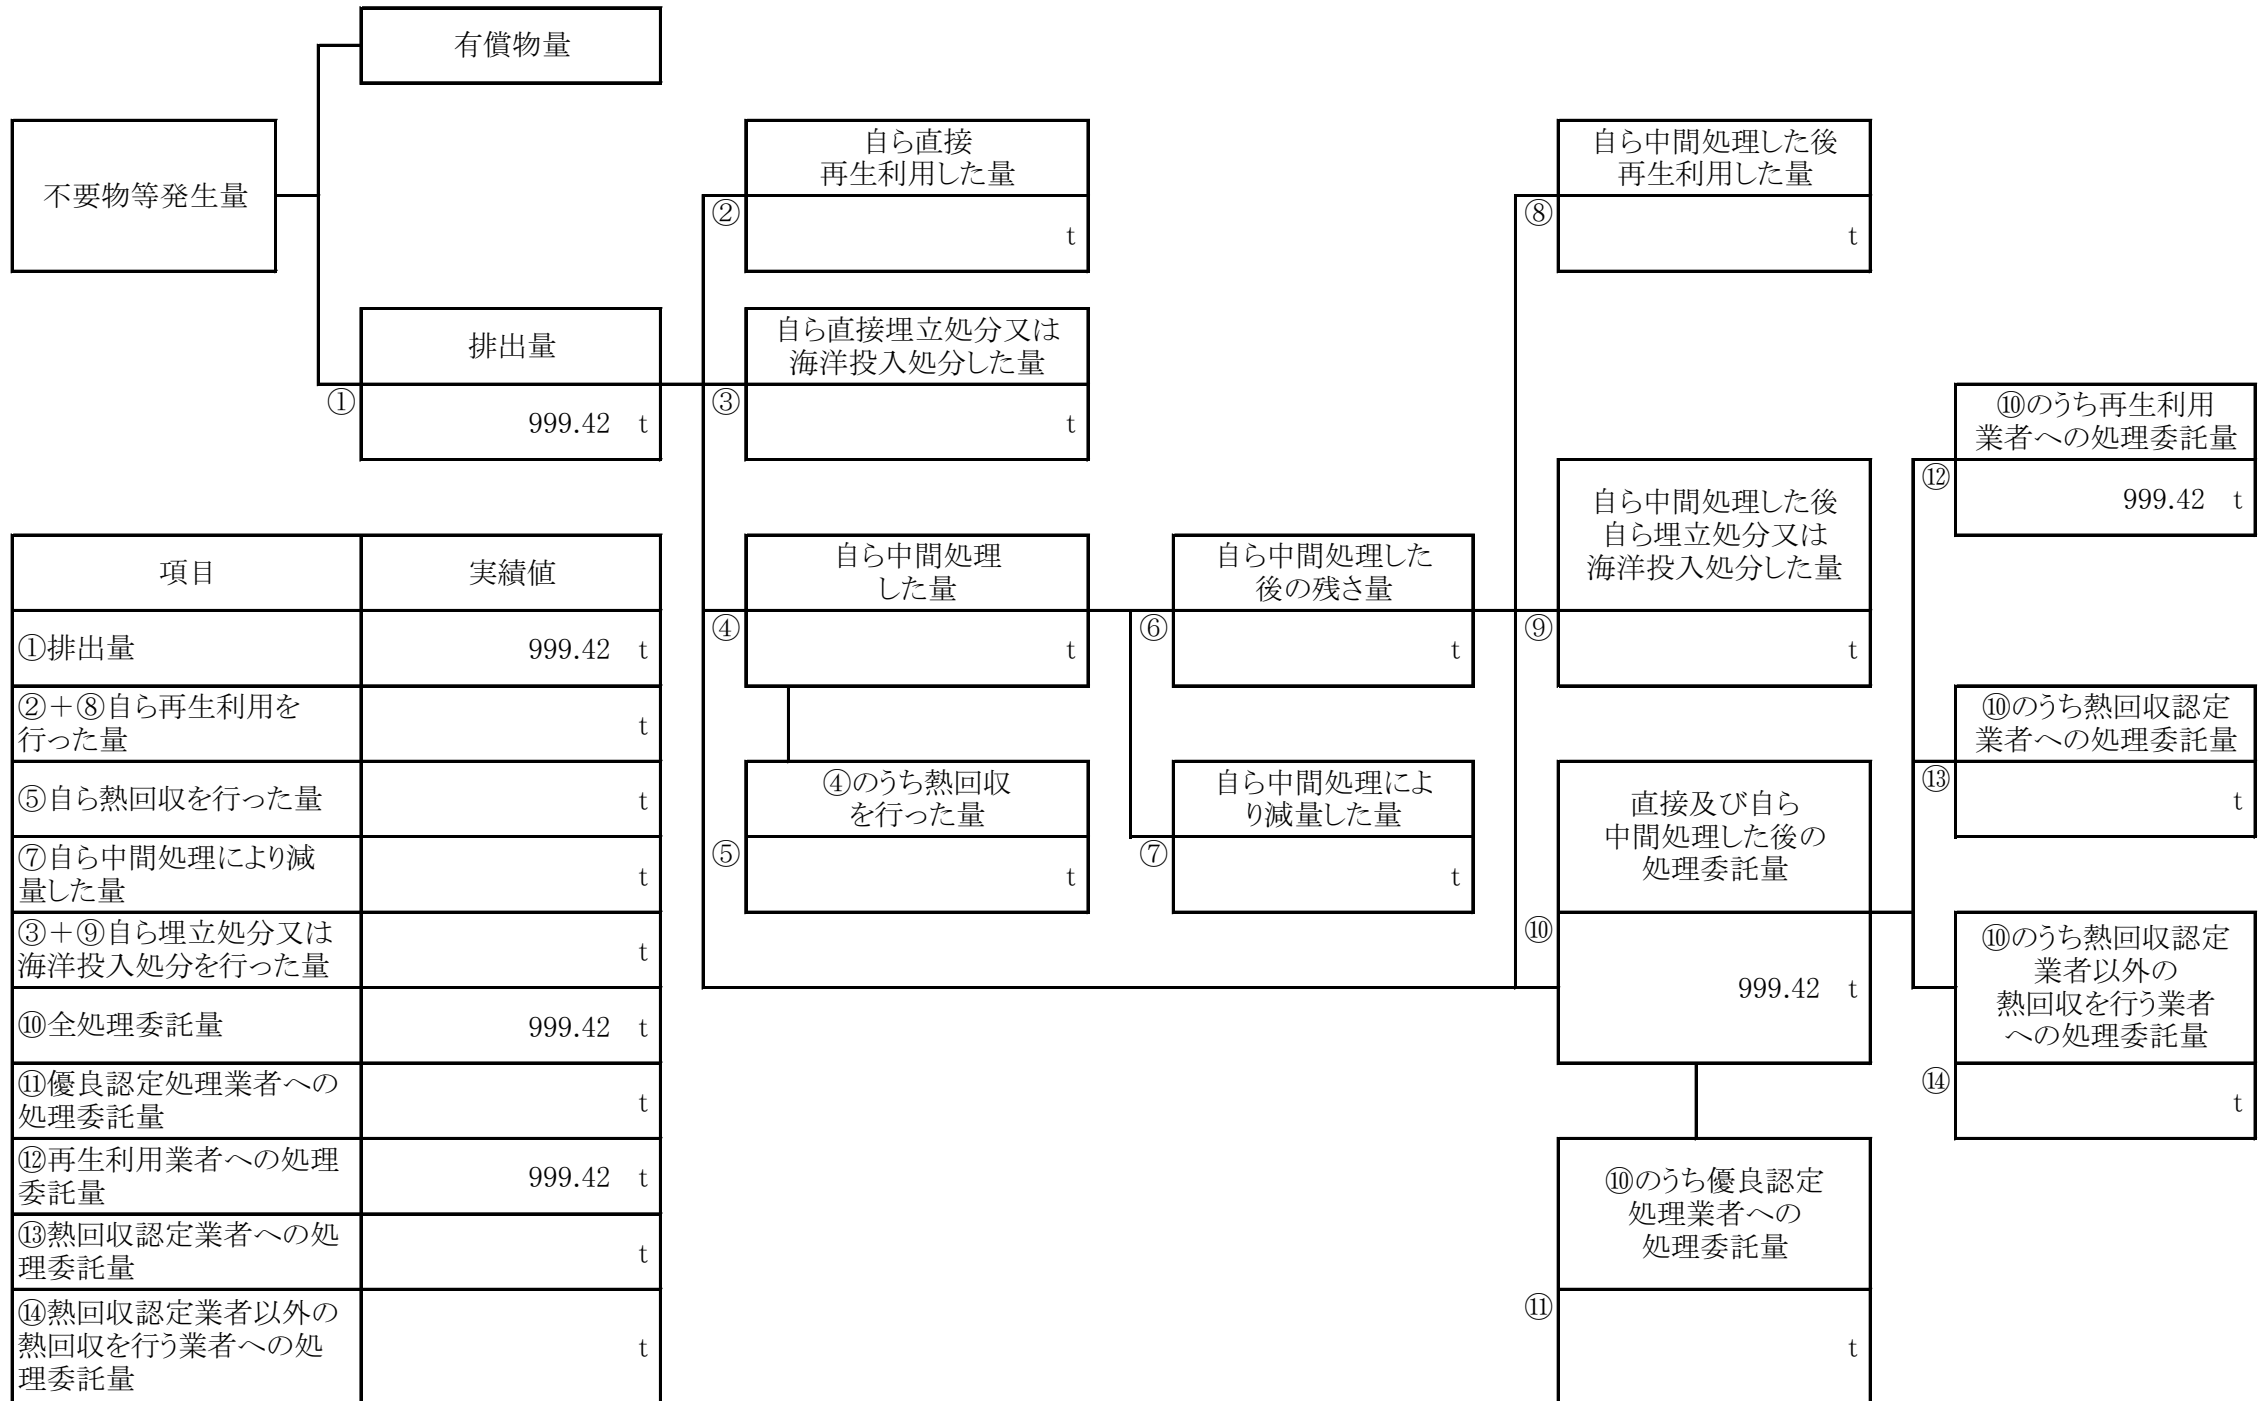 有償物量
不要物等発生量
自ら直接
再生利用した量
②
t
自ら中間処理した後
再生利用した量
⑧
t
排出量
①
999.42 t
自ら直接埋立処分又は
海洋投入処分した量
③
t
⑩のうち再生利用
業者への処理委託量
⑫
999.42 t
自ら中間処理
した量
④
t
自ら中間処理した
後の残さ量
⑥
t
自ら中間処理した後
自ら埋立処分又は
海洋投入処分した量
⑨
t
⑩のうち熱回収認定
業者への処理委託量
⑬
t
④のうち熱回収
を行った量
⑤
t
自ら中間処理によ
り減量した量
⑦
t
直接及び自ら
中間処理した後の
処理委託量
⑩
999.42 t
⑩のうち熱回収認定
業者以外の
熱回収を行う業者
への処理委託量
⑭
t
⑩のうち優良認定
処理業者への
処理委託量
⑪
t
項目 実績値
①排出量 999.42 t
②+⑧自ら再生利用を
行った量 t
⑤自ら熱回収を行った量 t
⑦自ら中間処理により減
量した量 t
③+⑨自ら埋立処分又は
海洋投入処分を行った量 t
⑩全処理委託量 999.42 t
⑪優良認定処理業者への
処理委託量 t
⑫再生利用業者への処理
委託量 999.42 t
⑬熱回収認定業者への処
理委託量 t
⑭熱回収認定業者以外の
熱回収を行う業者への処
理委託量 t